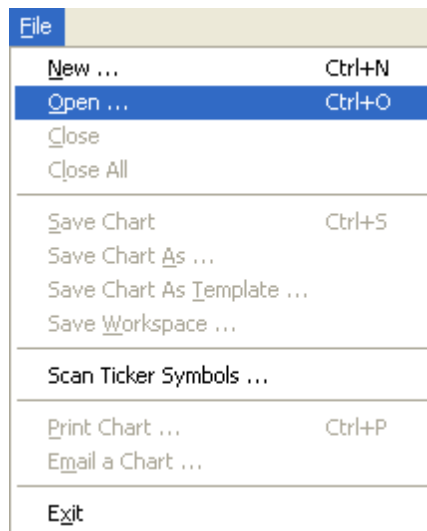 File
New ... Ctrl+N
Open ... Ctrl+O
Close
Close All
Save Chart Ctrl+S
Save Chart As ...
Save Chart As Template ...
Save Workspace ...
Scan Ticker Symbols ...
Print Chart ... Ctrl+P
Email a Chart ...
Exit